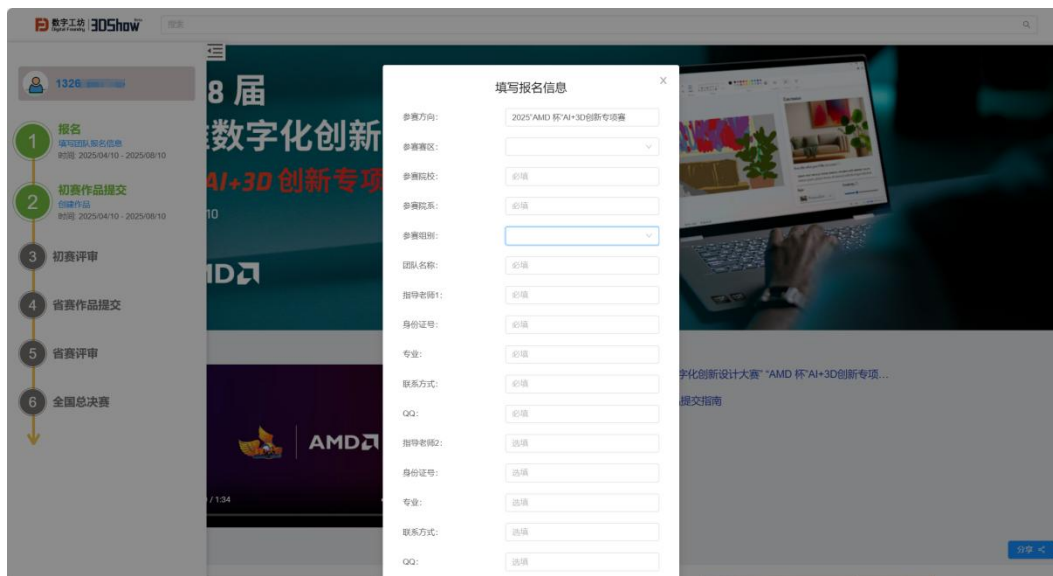 数字工坊 3DShow
Digital Foundry
搜索
1326
1 报名
填写团队报名信息
时间: 2025/04/10 - 2025/08/10
2 初赛作品提交
创建作品
时间: 2025/04/10 - 2025/08/10
3 初赛评审
4 省赛作品提交
5 省赛评审
6 全国总决赛
8 届
数字化创新
AI+3D 创新专项
10
AMD
AMD
/ 1:34
填写报名信息
X
参赛方向: 2025"AMD 杯"AI+3D创新专项赛
参赛赛区:
参赛院校: 必填
参赛院系: 必填
参赛组别:
团队名称: 必填
指导老师1: 必填
身份证号: 必填
专业: 必填
联系方式: 必填
QQ: 必填
指导老师2: 选填
身份证号: 选填
专业: 选填
联系方式: 选填
QQ: 选填
字化创新设计大赛" "AMD 杯"AI+3D创新专项...
提交指南
分享